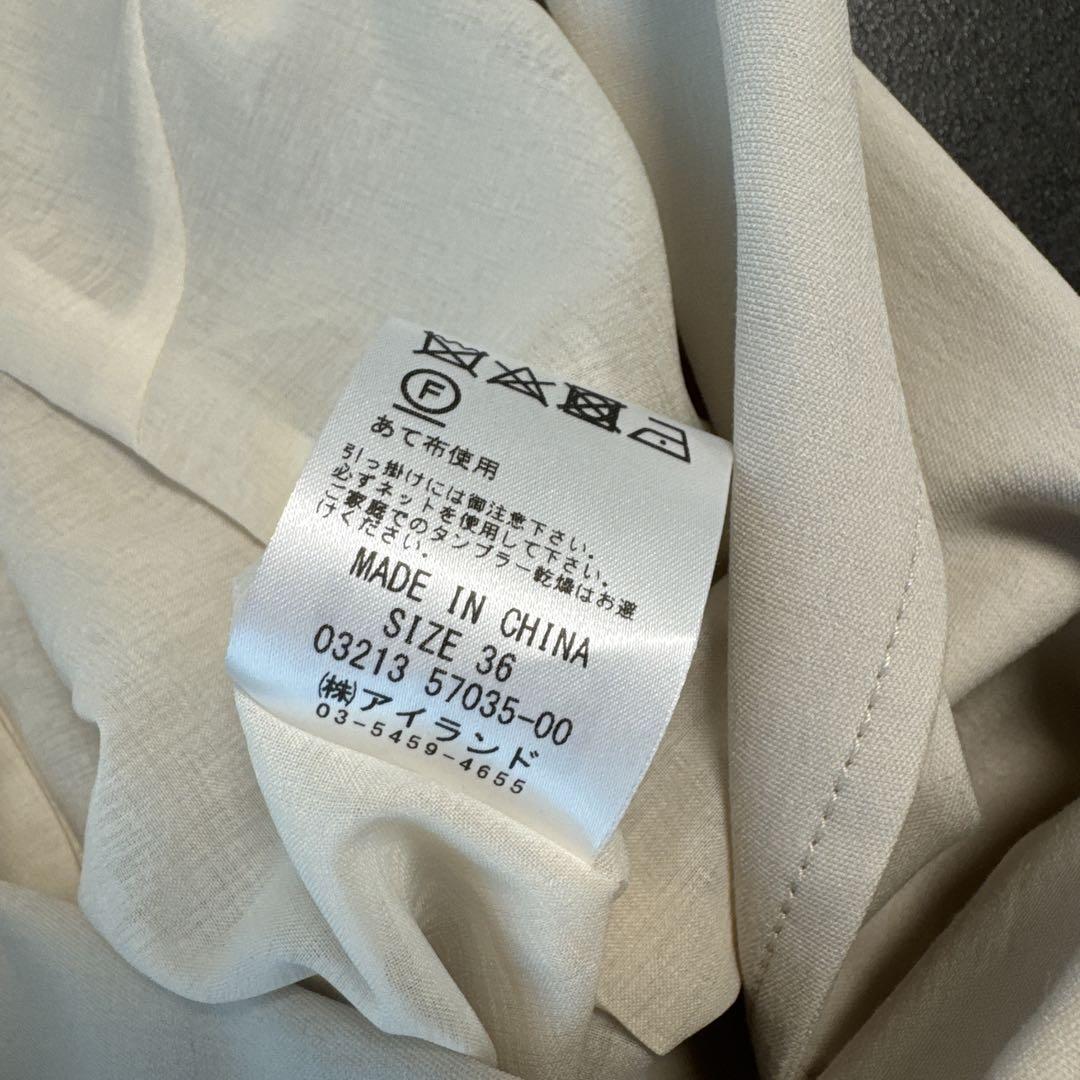 F
あて布使用
引っ掛けには御注意下さい。
必ずネットを使用して下さい。
ご家庭でのタンブラー乾燥はお避
けください。
MADE IN CHINA
SIZE 36
03213 57035-00
(株)アイランド
03-5459-4655